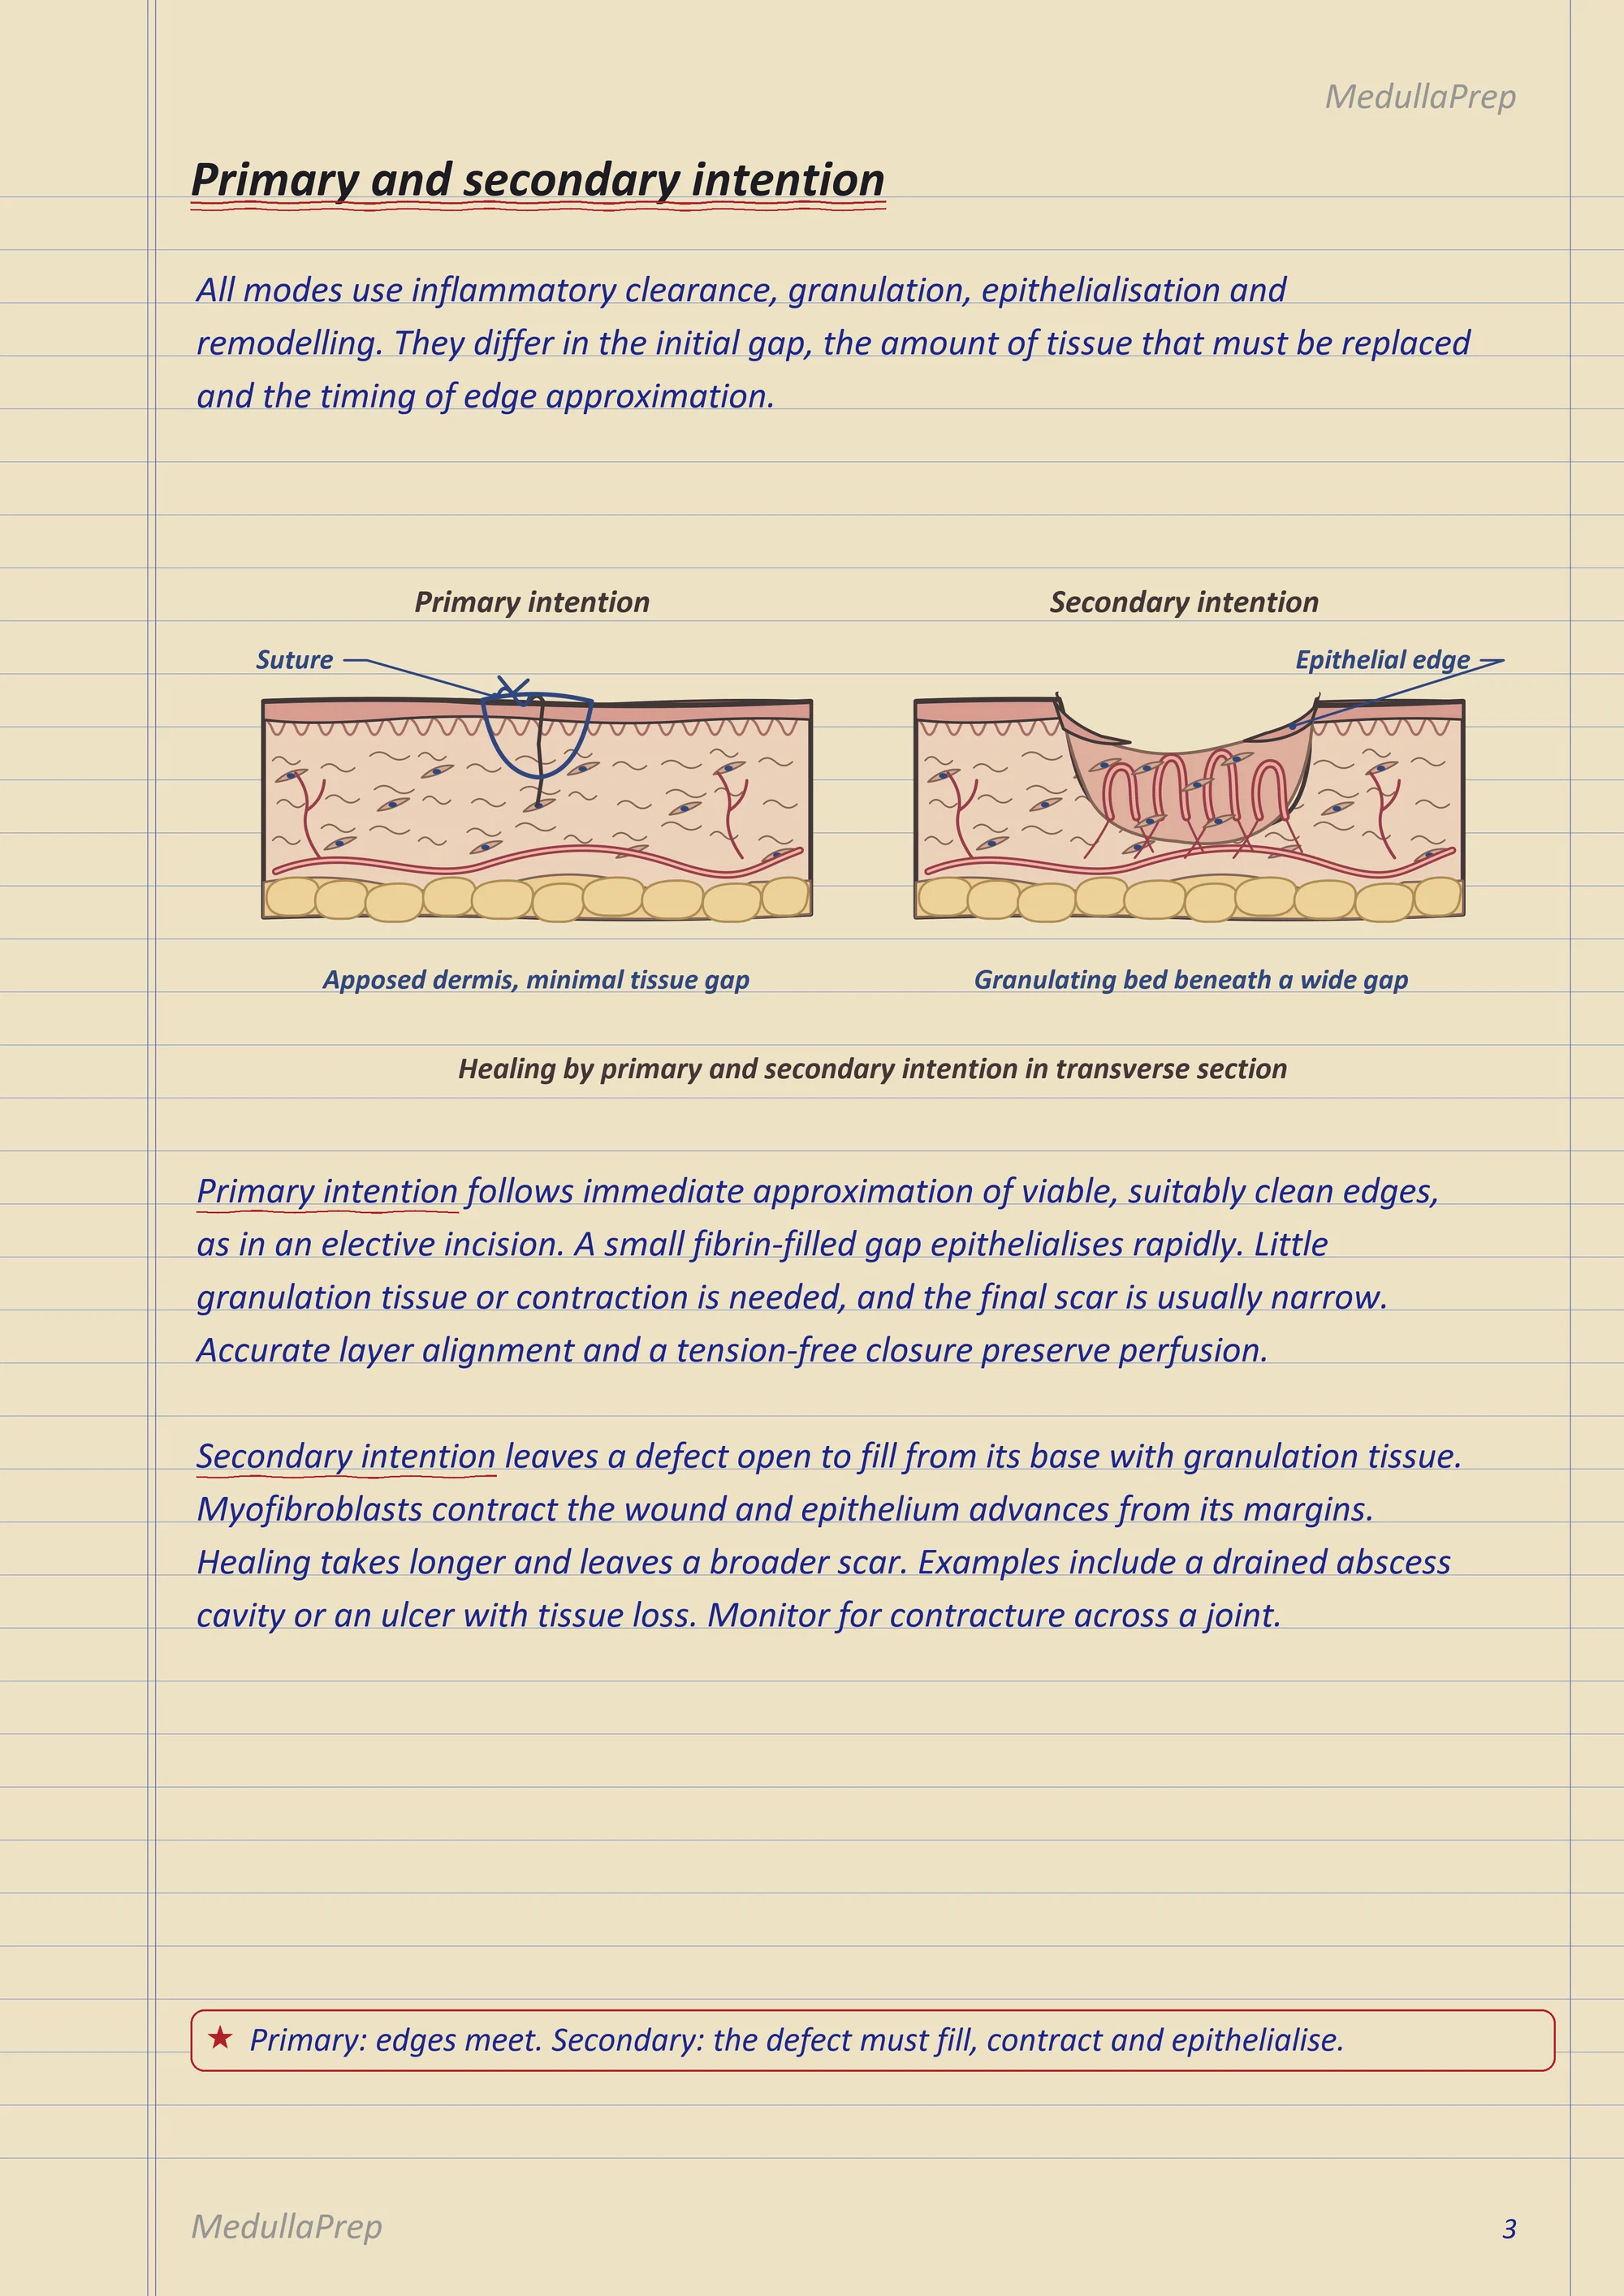 MedullaPrep
Primary and secondary intention
All modes use inflammatory clearance, granulation, epithelialisation and
remodelling. They differ in the initial gap, the amount of tissue that must be replaced
and the timing of edge approximation.
Primary intention
Secondary intention
Suture
Epithelial edge
Apposed dermis, minimal tissue gap
Granulating bed beneath a wide gap
Healing by primary and secondary intention in transverse section
Primary intention follows immediate approximation of viable, suitably clean edges,
as in an elective incision. A small fibrin-filled gap epithelialises rapidly. Little
granulation tissue or contraction is needed, and the final scar is usually narrow.
Accurate layer alignment and a tension-free closure preserve perfusion.
Secondary intention leaves a defect open to fill from its base with granulation tissue.
Myofibroblasts contract the wound and epithelium advances from its margins.
Healing takes longer and leaves a broader scar. Examples include a drained abscess
cavity or an ulcer with tissue loss. Monitor for contracture across a joint.
★ Primary: edges meet. Secondary: the defect must fill, contract and epithelialise.
MedullaPrep
3